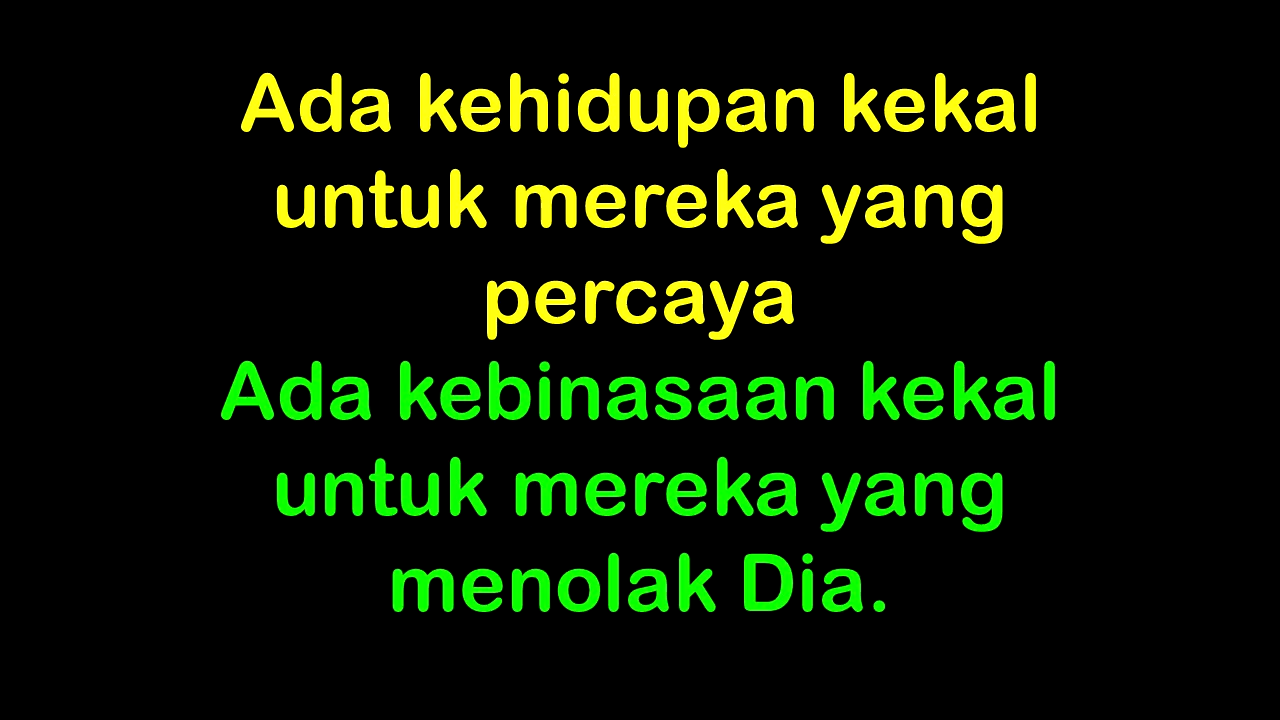 Ada kehidupan kekal
untuk mereka yang
percaya
Ada kebinasaan kekal
untuk mereka yang
menolak Dia.